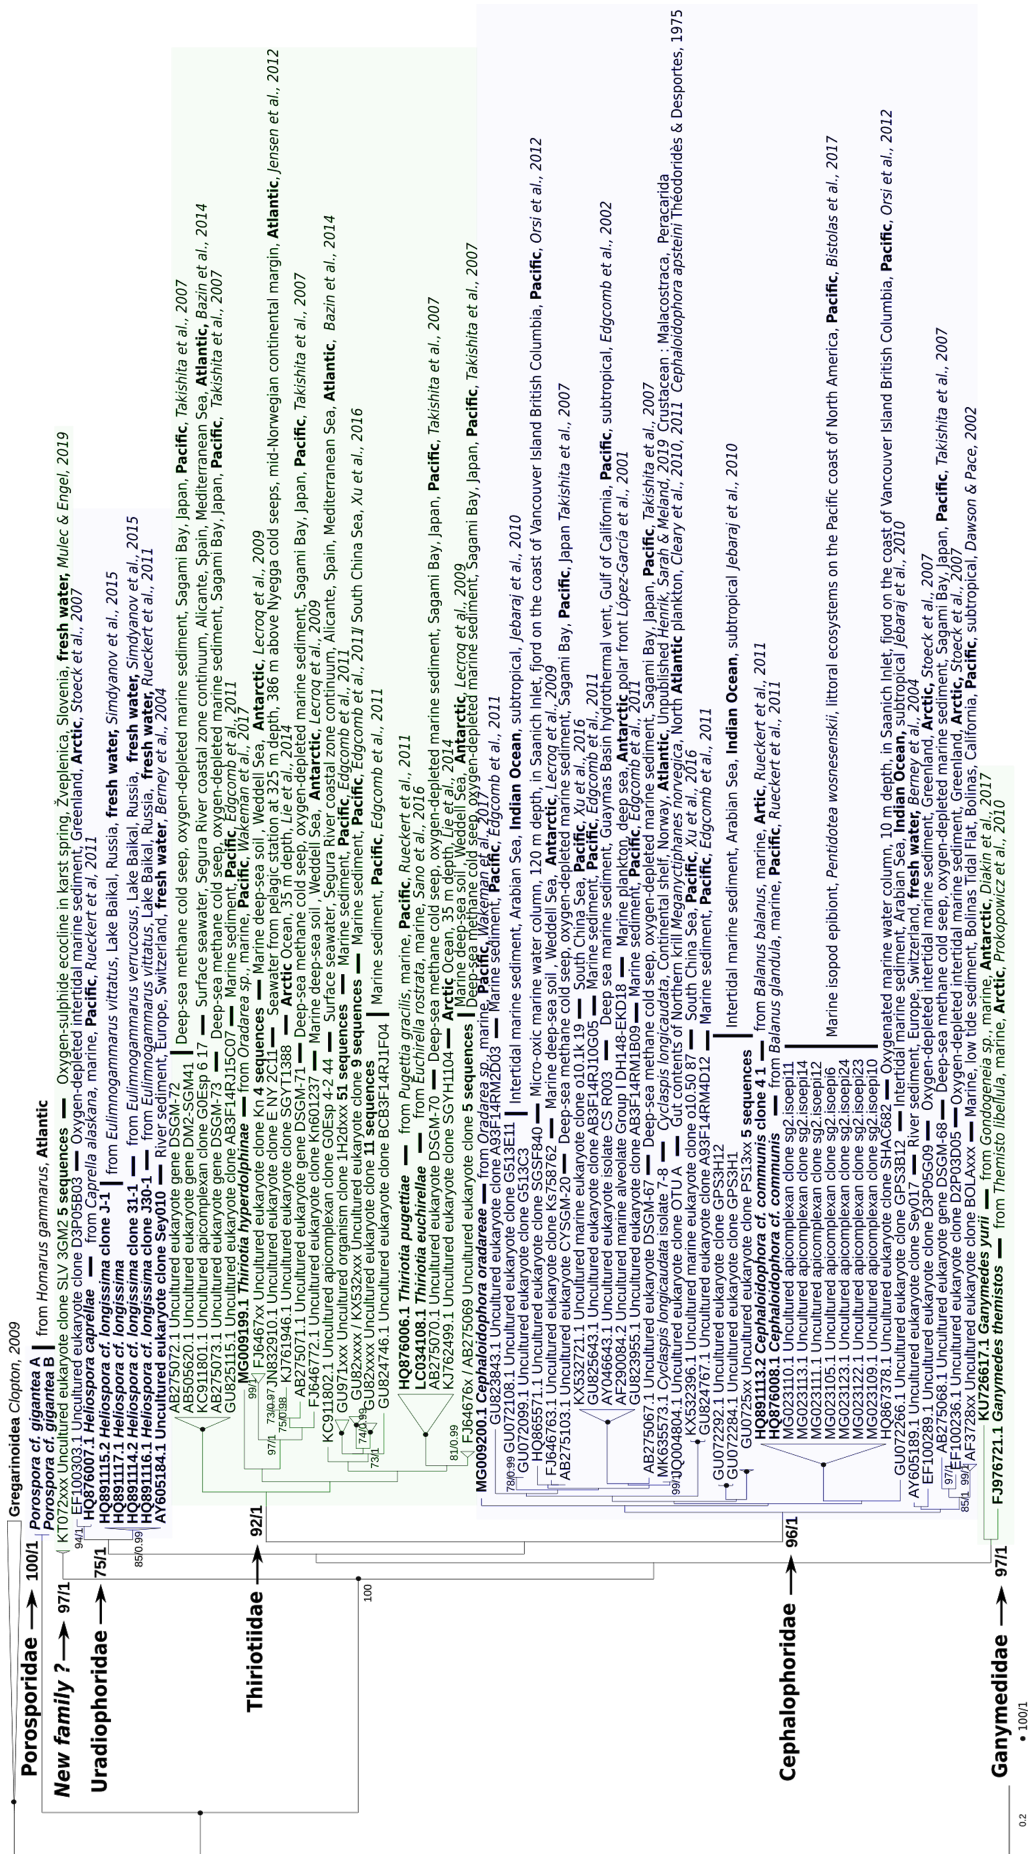 Gregarinoidea Clopton, 2009
Porosporidae 100/1
Porospora cf. gigantea A
Porospora cf. gigantea B
from Homarus gammarus, Atlantic
New family ? 97/1
KT072xxx Uncultured eukaryote clone SLV 3GM2 5 sequences Oxygen-sulphide ecocline in karst spring, Žveplenica, Slovenia, fresh water, Mulec & Engel, 2019
EF100303.1 Uncultured eukaryote clone D3P05B03 Oxygen-depleted intertidal marine sediment, Greenland, Arctic, Stoeck et al., 2007
94/1
Uradiophoridae 75/1
HQ876007.1 Heliospora caprellae from Caprella alaskana, marine, Pacific, Rueckert et al, 2011
HQ891115.2 Heliospora cf. longissima clone J-1
HQ891117.1 Heliospora cf. longissima
from Eulimnogammarus vittatus, Lake Baikal, Russia, fresh water, Simdyanov et al., 2015
HQ891114.2 Heliospora cf. longissima clone 31-1 from Eulimnogammarus verrucosus, Lake Baikal, Russia, fresh water, Simdyanov et al., 2015
HQ891116.1 Heliospora cf. longissima clone J30-1 from Eulimnogammarus vittatus, Lake Baikal, Russia, fresh water, Rueckert et al., 2011
85/0.99
AY605184.1 Uncultured eukaryote clone Sey010 River sediment, Europe, Switzerland, fresh water, Berney et al., 2004
Thiriotiidae 92/1
AB275072.1 Uncultured eukaryote gene DSGM-72
AB505620.1 Uncultured eukaryote DM2-SGM41
Deep-sea methane cold seep, oxygen-depleted marine sediment, Sagami Bay, Japan, Pacific, Takishita et al., 2007
KC911801.1 Uncultured apicomplexan clone G0Esp 6 17 Surface seawater, Segura River coastal zone continuum, Alicante, Spain, Mediterranean Sea, Atlantic, Bazin et al., 2014
AB275073.1 Uncultured eukaryote gene DSGM-73 Deep-sea methane cold seep, oxygen-depleted marine sediment, Sagami Bay, Japan, Pacific, Takishita et al., 2007
GU825115.1 Uncultured eukaryote clone AB3F14RJ15C07 Marine sediment, Pacific, Edgcomb et al., 2011
MG009199.1 Thiriotia hyperdolphinae from Oradarea sp., marine, Pacific, Wakeman et al., 2017
99/1
FJ6467xx Uncultured eukaryote clone Kn 4 sequences Marine deep-sea soil, Weddell Sea, Antarctic, Lecroq et al., 2009
97/1
73/0.97
JN832910.1 Uncultured eukaryote clone E NY 2C11 Seawater from pelagic station at 325 m depth, 386 m above Nyegga cold seeps, mid-Norwegian continental margin, Atlantic, Jensen et al., 2012
75/0.98
KJ761946.1 Uncultured eukaryote clone SGYT1388 Arctic Ocean, 35 m depth, Lie et al., 2014
AB275071.1 Uncultured eukaryote gene DSGM-71 Deep-sea methane cold seep, oxygen-depleted marine sediment, Sagami Bay, Japan, Pacific, Takishita et al., 2007
FJ646772.1 Uncultured eukaryote clone Kn601237 Marine deep-sea soil, Weddell Sea, Antarctic, Lecroq et al., 2009
KC911802.1 Uncultured apicomplexan clone G0Esp 4-2 44 Surface seawater, Segura River coastal zone continuum, Alicante, Spain, Mediterranean Sea, Atlantic, Bazin et al., 2014
GU971xxx Uncultured organism clone 1H2dxxx 51 sequences Marine sediment, Pacific, Edgcomb et al., 2011
74/0.99
GU82xxxx / KX532xxx Uncultured eukaryote clone 9 sequences Marine sediment, Pacific, Edgcomb et al., 2011/ South China Sea, Xu et al., 2016
73/1
GU82xxxx Uncultured eukaryote clone 11 sequences
GU824746.1 Uncultured eukaryote clone BCB3F14RJ1F04
Marine sediment, Pacific, Edgcomb et al., 2011
HQ876006.1 Thiriotia pugettiae from Pugettia gracilis, marine, Pacific, Rueckert et al., 2011
LC034108.1 Thiriotia euchirellae from Euchirella rostrata, marine, Sano et al., 2016
AB275070.1 Uncultured eukaryote DSGM-70 Deep-sea methane cold seep, oxygen-depleted marine sediment, Sagami Bay, Japan, Pacific, Takishita et al., 2007
KJ762499.1 Uncultured eukaryote clone SGYH1104 Arctic Ocean, 35 m depth, Lie et al., 2014
81/0.99
FJ64676x / AB275069 Uncultured eukaryote clone 5 sequences
Marine deep-sea soil, Weddell Sea, Antarctic, Lecroq et al., 2009
Deep-sea methane cold seep, oxygen-depleted marine sediment, Sagami Bay, Japan, Pacific, Takishita et al., 2007
100
Cephalophoridae 96/1
MG009200.1 Cephaloidophora oradareae from Oradarea sp., marine, Pacific, Wakeman et al., 2017
GU823843.1 Uncultured eukaryote clone A93F14RM2D03 Marine sediment, Pacific, Edgcomb et al., 2011
78/0.99
GU072108.1 Uncultured eukaryote clone G513E11
GU072099.1 Uncultured eukaryote clone G513C3
Intertidal marine sediment, Arabian Sea, Indian Ocean, subtropical, Jebaraj et al., 2010
HQ865571.1 Uncultured eukaryote clone SGSF840 Micro-oxic marine water column, 120 m depth, in Saanich Inlet, fjord on the coast of Vancouver Island British Columbia, Pacific, Orsi et al., 2012
FJ646763.1 Uncultured eukaryote clone Ks758762 Marine deep-sea soil, Weddell Sea, Antarctic, Lecroq et al., 2009
AB275103.1 Uncultured eukaryote CYSGM-20 Deep-sea methane cold seep, oxygen-depleted marine sediment, Sagami Bay, Pacific, Japan Takishita et al., 2007
KX532721.1 Uncultured marine eukaryote clone o10.1k 19 South China Sea, Pacific, Xu et al., 2016
GU825643.1 Uncultured eukaryote clone AB3F14RJ10G05 Marine sediment, Pacific, Edgcomb et al., 2011
AY046643.1 Uncultured eukaryote isolate CS R003 Deep sea marine sediment, Guaymas Basin hydrothermal vent, Gulf of California, Pacific, subtropical, Edgcomb et al., 2002
AF290084.2 Uncultured marine alveolate Group I DH148-EKD18 Marine plankton, deep sea, Antarctic polar front López-García et al., 2001
GU823955.1 Uncultured eukaryote clone AB3F14RM1B09 Marine sediment, Pacific, Edgcomb et al., 2011
AB275067.1 Uncultured eukaryote DSGM-67 Deep-sea methane cold seep, oxygen-depleted marine sediment, Sagami Bay, Japan, Pacific, Takishita et al., 2007
MK635573.1 Cyclaspis longicaudata isolate 7-8 Cyclaspis longicaudata, Continental shelf, Norway, Atlantic, Unpublished Henrik, Sarah & Meland, 2019 Crustacean : Malacostraca, Peracarida
99/1
JQ004804.1 Uncultured eukaryote clone OTU A Gut contents of Northern krill Meganyctiphanes norvegica, North Atlantic plankton, Cleary et al., 2010, 2011 Cephaloidophora apsteini Théodoridès & Desportes, 1975
KX532396.1 Uncultured marine eukaryote clone o10.50 87 South China Sea, Pacific, Xu et al., 2016
GU824767.1 Uncultured eukaryote clone A93F14RM4D12 Marine sediment, Pacific, Edgcomb et al., 2011
GU072292.1 Uncultured eukaryote clone GPS3H12
GU072284.1 Uncultured eukaryote clone GPS3H1
GU0725xx Uncultured eukaryote clone PS13xx 5 sequences
Intertidal marine sediment, Arabian Sea, Indian Ocean, subtropical Jebaraj et al., 2010
HQ891113.2 Cephaloidophora cf. communis clone 4 1 from Balanus balanus, marine, Artic, Rueckert et al., 2011
HQ876008.1 Cephaloidophora cf. communis from Balanus glandula, marine, Pacific, Rueckert et al., 2011
MG023110.1 Uncultured apicomplexan clone sg2.isoepi11
MG023113.1 Uncultured apicomplexan clone sg2.isoepi14
MG023111.1 Uncultured apicomplexan clone sg2.isoepi12
MG023105.1 Uncultured apicomplexan clone sg2.isoepi6
MG023123.1 Uncultured apicomplexan clone sg2.isoepi24
MG023122.1 Uncultured apicomplexan clone sg2.isoepi23
MG023109.1 Uncultured apicomplexan clone sg2.isoepi10
Marine isopod epibiont, Pentidotea wosnesenskii, littoral ecosystems on the Pacific coast of North America, Pacific, Bistolas et al., 2017
HQ867378.1 Uncultured eukaryote clone SHAC682 Oxygenated marine water column, 10 m depth, in Saanich Inlet, fjord on the coast of Vancouver Island British Columbia, Pacific, Orsi et al., 2012
GU072266.1 Uncultured eukaryote clone GPS3B12 Intertidal marine sediment, Arabian Sea, Indian Ocean, subtropical Jebaraj et al., 2010
AY605189.1 Uncultured eukaryote clone Sey017 River sediment, Europe, Switzerland, fresh water, Berney et al., 2004
EF100289.1 Uncultured eukaryote clone D3P05G09 Oxygen-depleted intertidal marine sediment, Greenland, Arctic, Stoeck et al., 2007
AB275068.1 Uncultured eukaryote gene DSGM-68 Deep-sea methane cold seep, oxygen-depleted marine sediment, Sagami Bay, Japan, Pacific, Takishita et al., 2007
97/1
EF100236.1 Uncultured eukaryote clone D2P03D05 Oxygen-depleted intertidal marine sediment, Greenland, Arctic, Stoeck et al., 2007
85/1
99/1
AF3728xx Uncultured eukaryote clone BOLAxxx Marine, low tide sediment, Bolinas Tidal Flat, Bolinas, California, Pacific, subtropical, Dawson & Pace, 2002
Ganymedidae 97/1
KU726617.1 Ganymedes yurii from Gondogeneia sp., marine, Antarctic, Diakin et al., 2017
FJ976721.1 Ganymedes themistos from Themisto libellula, marine, Arctic, Prokopowicz et al., 2010
0.2
• 100/1